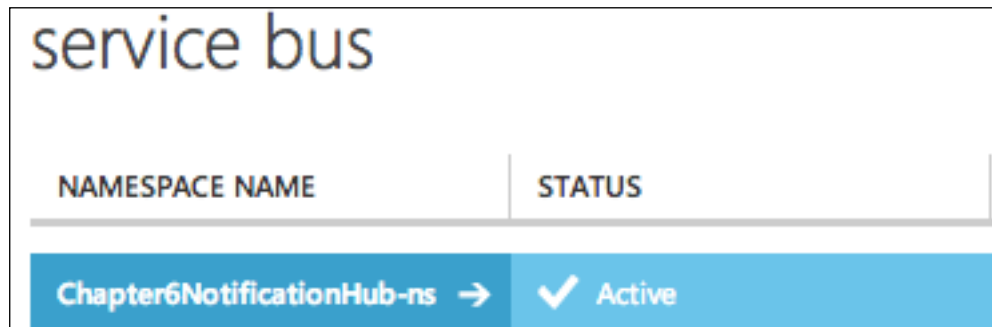 service bus
NAMESPACE NAME STATUS
Chapter6NotificationHub-ns → Active